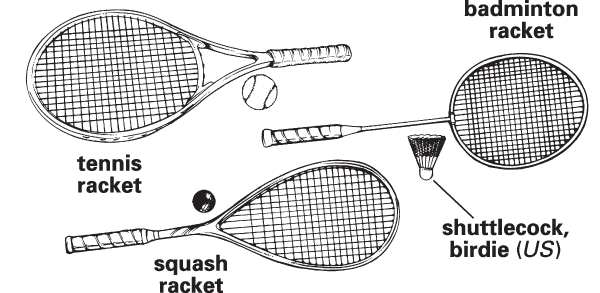 badminton
racket
tennis
racket
shuttlecock,
birdie (US)
squash
racket